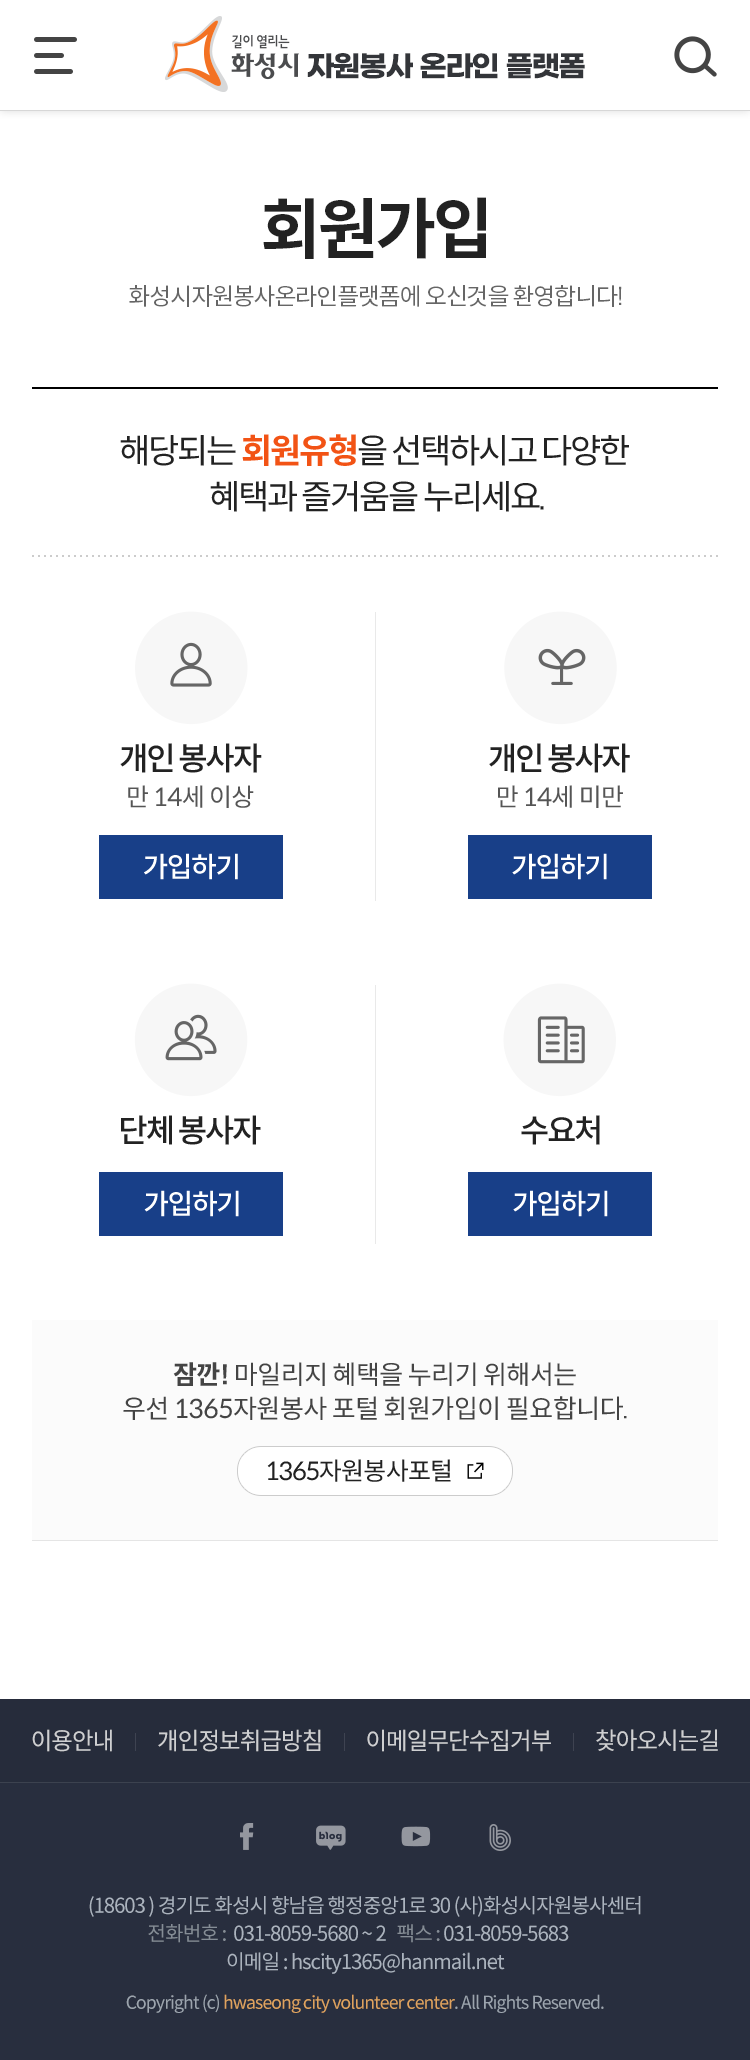 길이 열리는
화성시 자원봉사 온라인 플랫폼
회원가입
화성시자원봉사온라인플랫폼에 오신것을 환영합니다!
해당되는 회원유형을 선택하시고 다양한
혜택과 즐거움을 누리세요.
개인 봉사자
만 14세 이상
가입하기
개인 봉사자
만 14세 미만
가입하기
단체 봉사자
가입하기
수요처
가입하기
잠깐! 마일리지 혜택을 누리기 위해서는
우선 1365자원봉사 포털 회원가입이 필요합니다.
1365자원봉사포털
이용안내 개인정보취급방침 이메일무단수집거부 찾아오시는길
blog
(18603 ) 경기도 화성시 향남읍 행정중앙1로 30 (사)화성시자원봉사센터
전화번호 : 031-8059-5680 ~ 2 팩스 : 031-8059-5683
이메일 : hscity1365@hanmail.net
Copyright (c) hwaseong city volunteer center. All Rights Reserved.